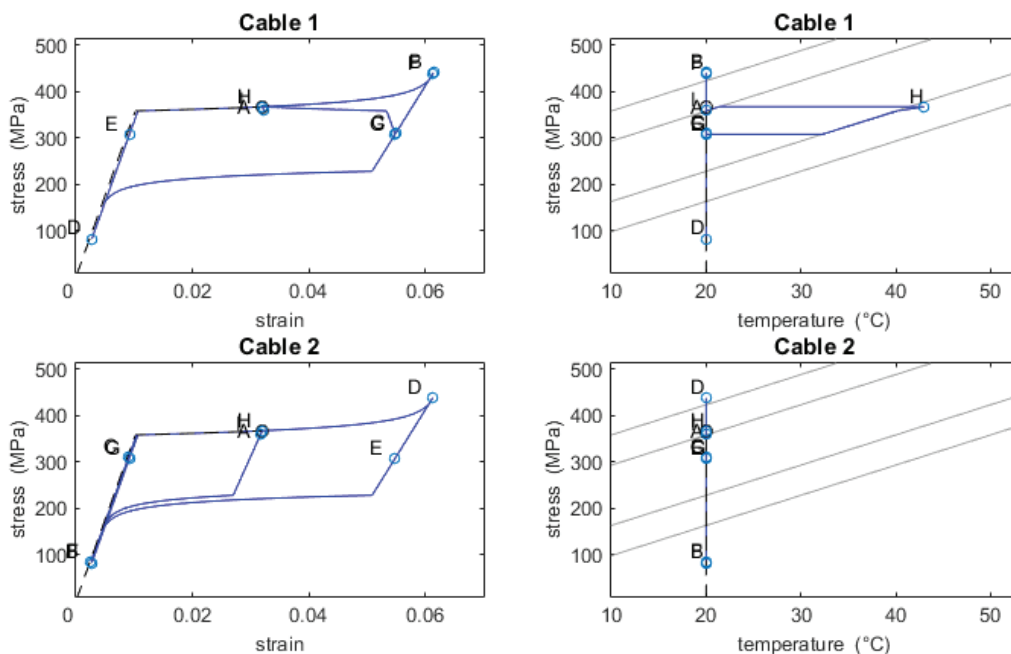 Cable 1
stress (MPa)
500
400
300
200
100
B
H
A
E
D
0
0.02
0.04
0.06
strain
Cable 1
stress (MPa)
500
400
300
200
100
A
H
D
10
20
30
40
50
temperature (°C)
Cable 2
stress (MPa)
500
400
300
200
100
D
H
A
E
0
0.02
0.04
0.06
strain
Cable 2
stress (MPa)
500
400
300
200
100
D
H
A
B
10
20
30
40
50
temperature (°C)